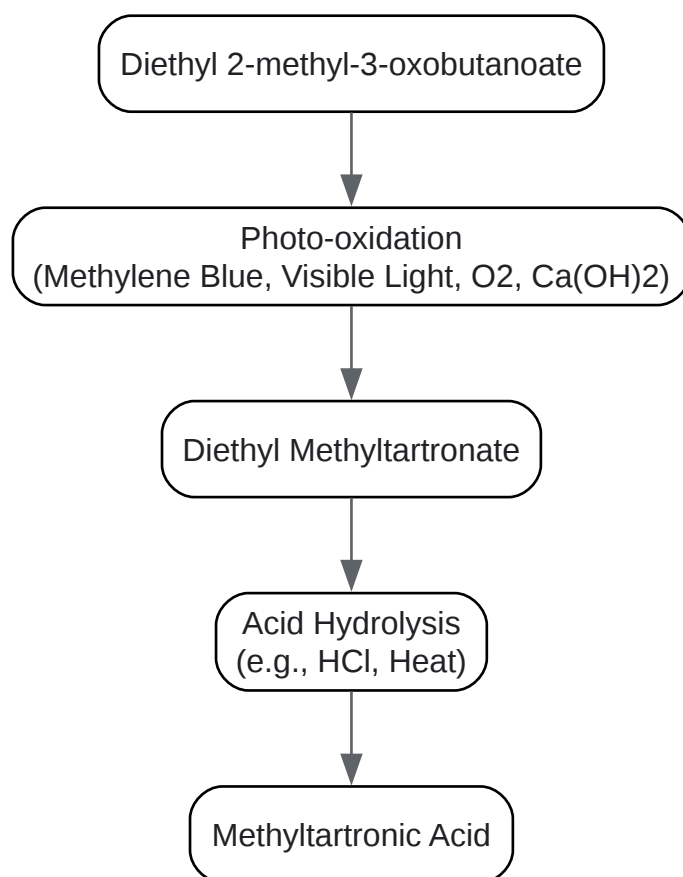 Diethyl 2-methyl-3-oxobutanoate
Photo-oxidation
(Methylene Blue, Visible Light, O2, Ca(OH)2)
Diethyl Methyltartronate
Acid Hydrolysis
(e.g., HCl, Heat)
Methyltartronic Acid